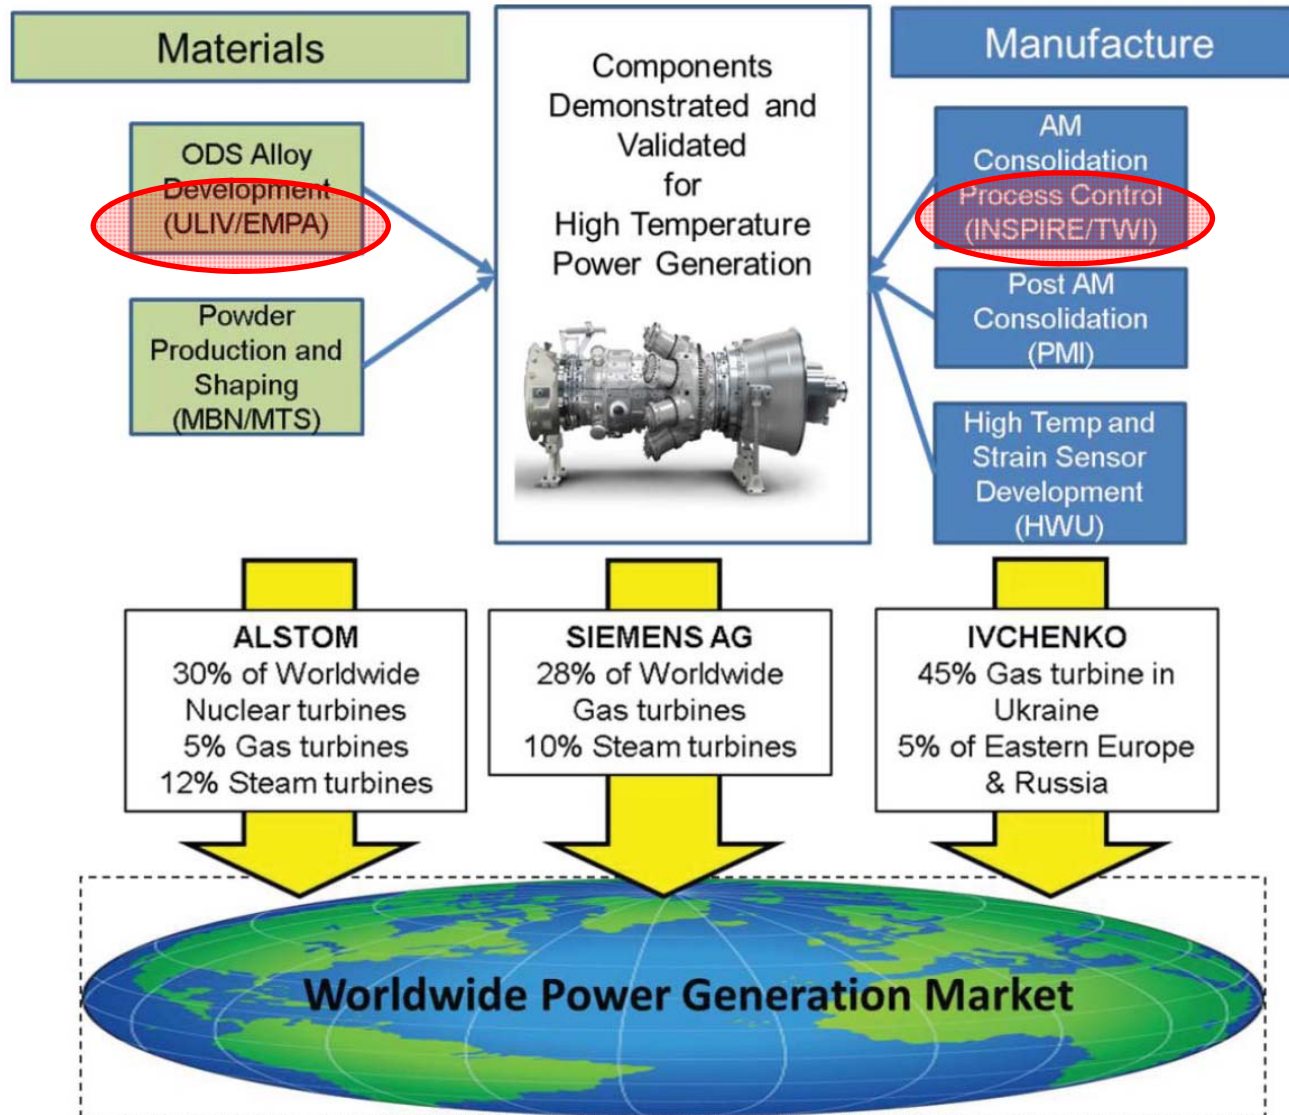 Materials
ODS Alloy
Development
(ULIV/EMPA)
Powder
Production and
Shaping
(MBN/MTS)
Components
Demonstrated and
Validated
for
High Temperature
Power Generation
Manufacture
AM
Consolidation
Process Control
(INSPIRE/TWI)
Post AM
Consolidation
(PMI)
High Temp and
Strain Sensor
Development
(HWU)
ALSTOM
30% of Worldwide
Nuclear turbines
5% Gas turbines
12% Steam turbines
SIEMENS AG
28% of Worldwide
Gas turbines
10% Steam turbines
IVCHENKO
45% Gas turbine in
Ukraine
5% of Eastern Europe
& Russia
Worldwide Power Generation Market